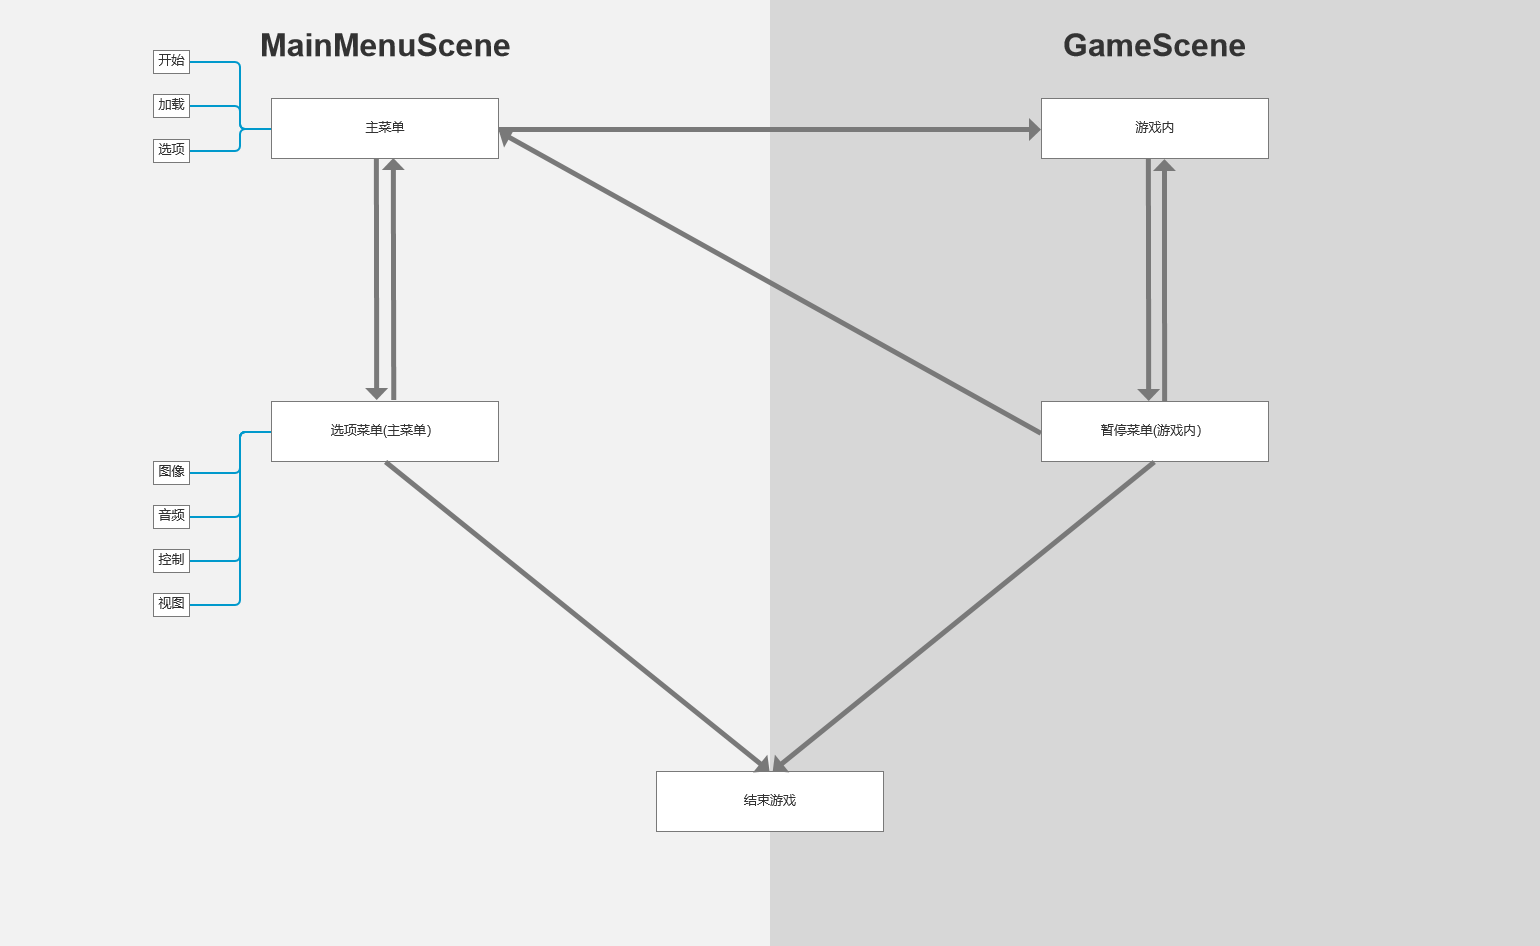 MainMenuScene
GameScene
开始
加载
选项
主菜单
游戏内
选项菜单(主菜单)
暂停菜单(游戏内)
图像
音频
控制
视图
结束游戏